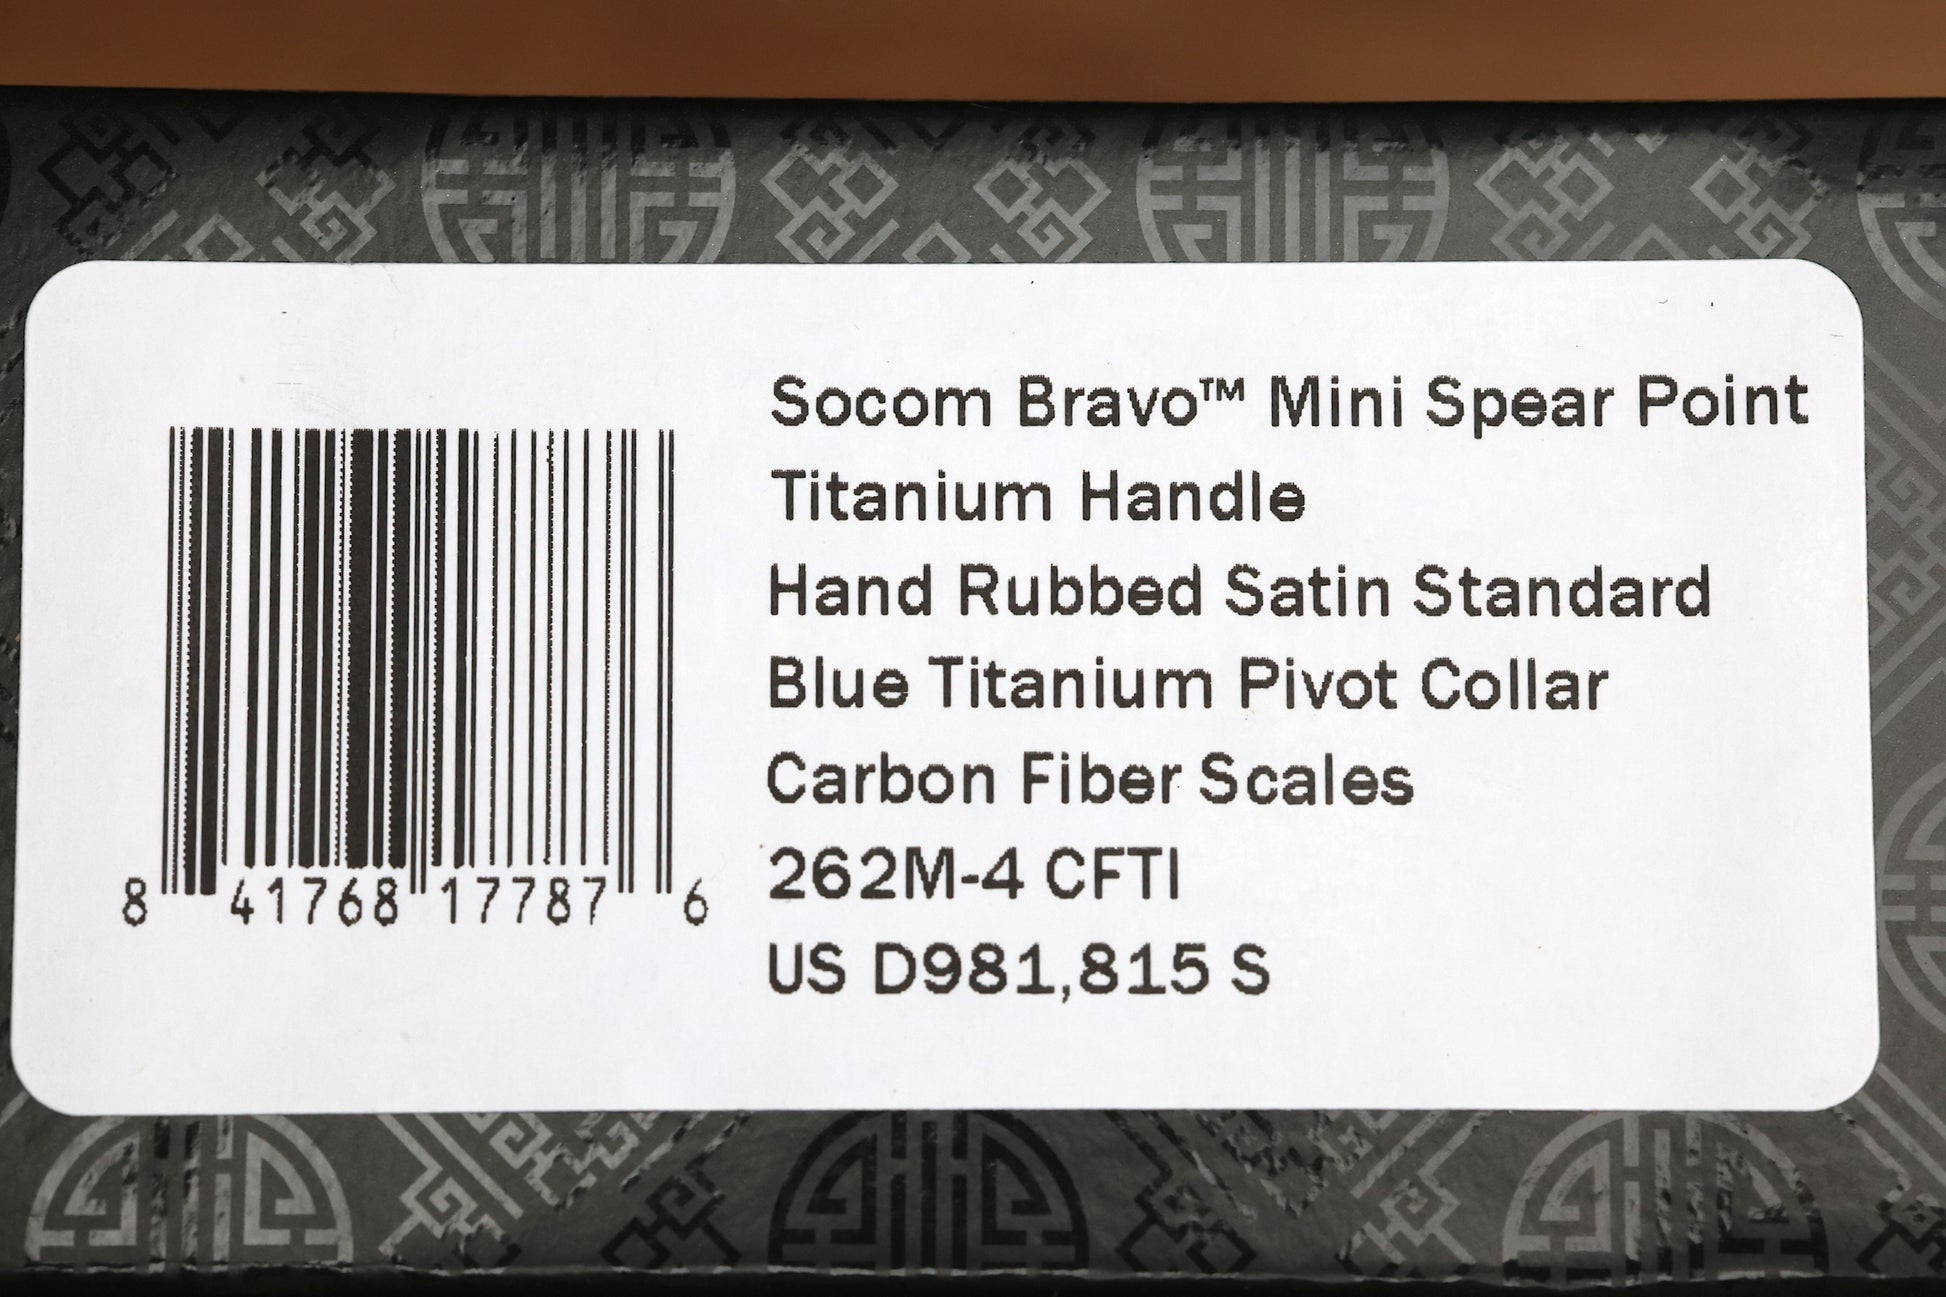 Socom Bravo™ Mini Spear Point
Titanium Handle
Hand Rubbed Satin Standard
Blue Titanium Pivot Collar
Carbon Fiber Scales
262M-4 CFTI
US D981,815 S
8 41768 17787 6